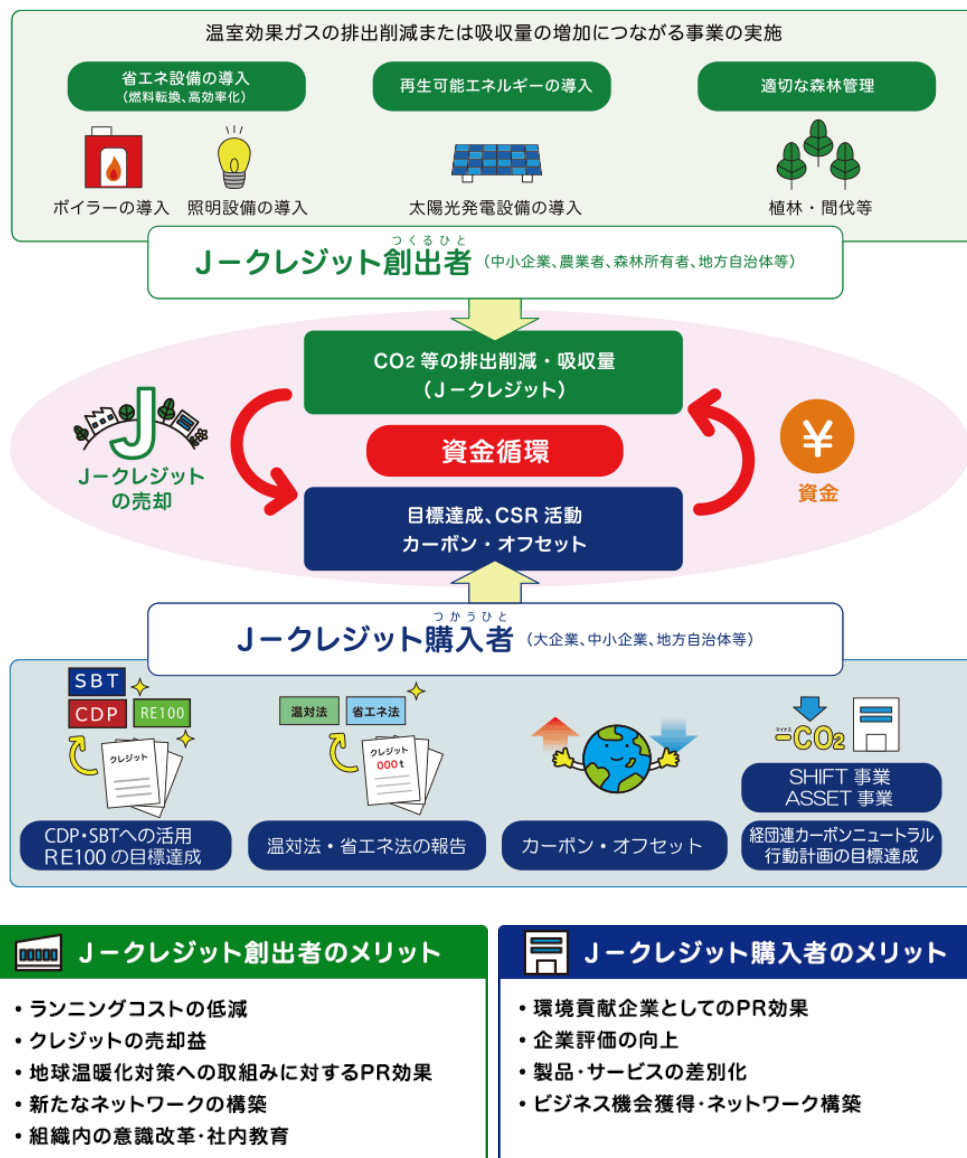 温室効果ガスの排出削減または吸収量の増加につながる事業の実施
省エネ設備の導入
（燃料転換、高効率化）
再生可能エネルギーの導入
適切な森林管理
ボイラーの導入
照明設備の導入
太陽光発電設備の導入
植林・間伐等
つくるひと
Jークレジット創出者（中小企業、農業者、森林所有者、地方自治体等）
CO2 等の排出削減・吸収量
（Jークレジット）
J
Jークレジット
の売却
資金循環
¥
資金
目標達成、CSR 活動
カーボン・オフセット
つかうひと
Jークレジット購入者（大企業、中小企業、地方自治体等）
SBT
CDP
RE100
クレジット
CDP・SBTへの活用
RE100 の目標達成
温対法
省エネ法
クレジット
000t
温対法・省エネ法の報告
カーボン・オフセット
マイナス
-CO2
SHIFT 事業
ASSET 事業
経団連カーボンニュートラル
行動計画の目標達成
Jークレジット創出者のメリット
・ランニングコストの低減
・クレジットの売却益
・地球温暖化対策への取組みに対するPR効果
・新たなネットワークの構築
・組織内の意識改革・社内教育
Jークレジット購入者のメリット
・環境貢献企業としてのPR効果
・企業評価の向上
・製品・サービスの差別化
・ビジネス機会獲得・ネットワーク構築